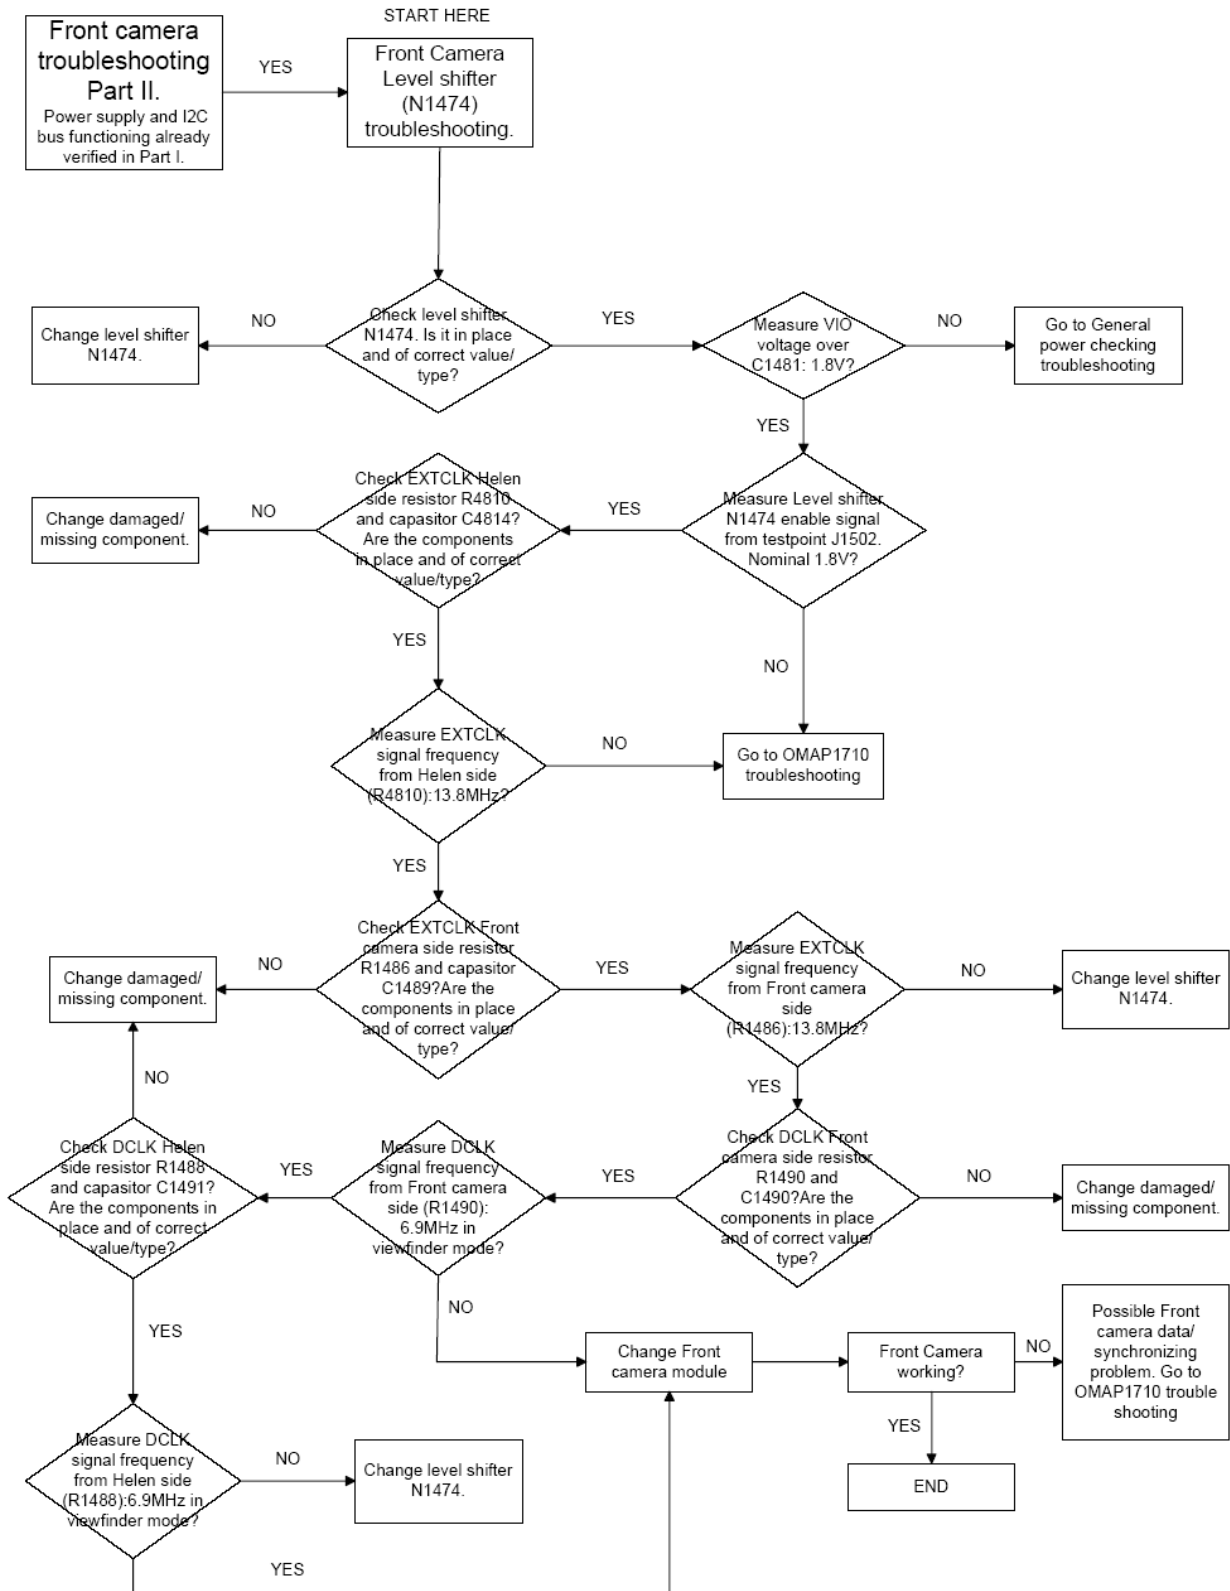 START HERE
Front camera
troubleshooting
Part II.
Power supply and I2C
bus functioning already
verified in Part I.
YES
Front Camera
Level shifter
(N1474)
troubleshooting.
Change level shifter
N1474.
NO
Check level shifter
N1474. Is it in place
and of correct value/
type?
YES
Measure VIO
voltage over
C1481: 1.8V?
NO
Go to General
power checking
troubleshooting
YES
Change damaged/
missing component.
NO
Check EXTCLK Helen
side resistor R4810
and capasitor C4814?
Are the components
in place and of correct
value/type?
YES
Measure Level shifter
N1474 enable signal
from testpoint J1502.
Nominal 1.8V?
YES
NO
Measure EXTCLK
signal frequency
from Helen side
(R4810):13.8MHz?
NO
Go to OMAP1710
troubleshooting
YES
Change damaged/
missing component.
NO
Check EXTCLK Front
camera side resistor
R1486 and capasitor
C1489?Are the
components in place
and of correct value/
type?
YES
Measure EXTCLK
signal frequency
from Front camera
side
(R1486):13.8MHz?
NO
Change level shifter
N1474.
NO
YES
Check DCLK Helen
side resistor R1488
and capasitor C1491?
Are the components in
place and of correct
value/type?
YES
Measure DCLK
signal frequency
from Front camera
side (R1490):
6.9MHz in
viewfinder mode?
YES
Check DCLK Front
camera side resistor
R1490 and
C1490?Are the
components in place
and of correct value/
type?
NO
Change damaged/
missing component.
YES
NO
Change Front
camera module
Front Camera
working?
NO
Possible Front
camera data/
synchronizing
problem. Go to
OMAP1710 trouble
shooting
YES
END
Measure DCLK
signal frequency
from Helen side
(R1488):6.9MHz in
viewfinder mode?
NO
Change level shifter
N1474.
YES